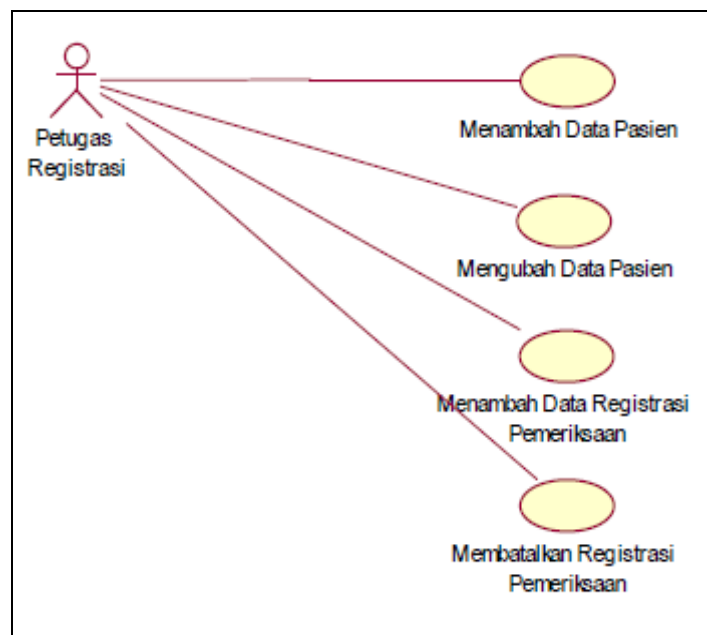 Petugas
Registrasi
Menambah Data Pasien
Mengubah Data Pasien
Menambah Data Registrasi
Pemeriksaan
Membatalkan Registrasi
Pemeriksaan